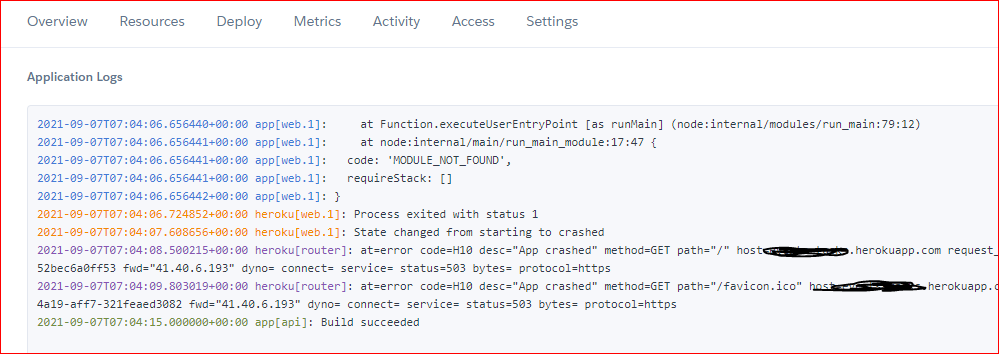 Overview Resources Deploy Metrics Activity Access Settings
Application Logs
2021-09-07T07:04:06.656440+00:00 app[web.1]:     at Function.executeUserEntryPoint [as runMain] (node:internal/modules/run_main:79:12)
2021-09-07T07:04:06.656441+00:00 app[web.1]:     at node:internal/main/run_main_module:17:47 {
2021-09-07T07:04:06.656441+00:00 app[web.1]:   code: 'MODULE_NOT_FOUND',
2021-09-07T07:04:06.656441+00:00 app[web.1]:   requireStack: []
2021-09-07T07:04:06.656442+00:00 app[web.1]: }
2021-09-07T07:04:06.724852+00:00 heroku[web.1]: Process exited with status 1
2021-09-07T07:04:07.608656+00:00 heroku[web.1]: State changed from starting to crashed
2021-09-07T07:04:08.500215+00:00 heroku[router]: at=error code=H10 desc="App crashed" method=GET path="/" host .herokuapp.com request_
52bec6a0ff53 fwd="41.40.6.193" dyno= connect= service= status=503 bytes= protocol=https
2021-09-07T07:04:09.803019+00:00 heroku[router]: at=error code=H10 desc="App crashed" method=GET path="/favicon.ico" host .herokuapp.c
4a19-aff7-321feaed3082 fwd="41.40.6.193" dyno= connect= service= status=503 bytes= protocol=https
2021-09-07T07:04:15.000000+00:00 app[api]: Build succeeded